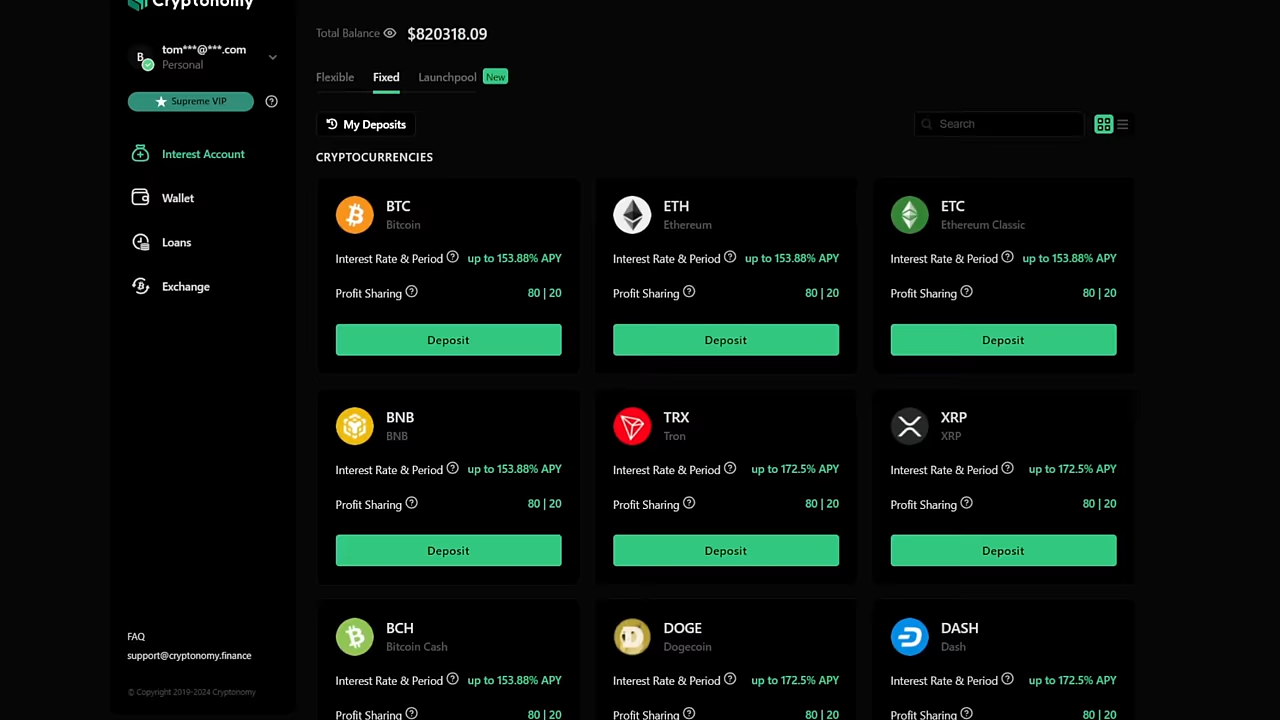 Cryptonomy
tom***@***.com
Personal
Supreme VIP
Interest Account
Wallet
Loans
Exchange
FAQ
support@cryptonomy.finance
© Copyright 2019-2024 Cryptonomy
Total Balance $820318.09
Flexible Fixed Launchpool New
My Deposits
Search
CRYPTOCURRENCIES
BTC
Bitcoin
Interest Rate & Period up to 153.88% APY
Profit Sharing 80 | 20
Deposit
ETH
Ethereum
Interest Rate & Period up to 153.88% APY
Profit Sharing 80 | 20
Deposit
ETC
Ethereum Classic
Interest Rate & Period up to 153.88% APY
Profit Sharing 80 | 20
Deposit
BNB
BNB
Interest Rate & Period up to 153.88% APY
Profit Sharing 80 | 20
Deposit
TRX
Tron
Interest Rate & Period up to 172.5% APY
Profit Sharing 80 | 20
Deposit
XRP
XRP
Interest Rate & Period up to 172.5% APY
Profit Sharing 80 | 20
Deposit
BCH
Bitcoin Cash
Interest Rate & Period up to 153.88% APY
Profit Sharing 80 | 20
DOGE
Dogecoin
Interest Rate & Period up to 172.5% APY
Profit Sharing 80 | 20
DASH
Dash
Interest Rate & Period up to 172.5% APY
Profit Sharing 80 | 20